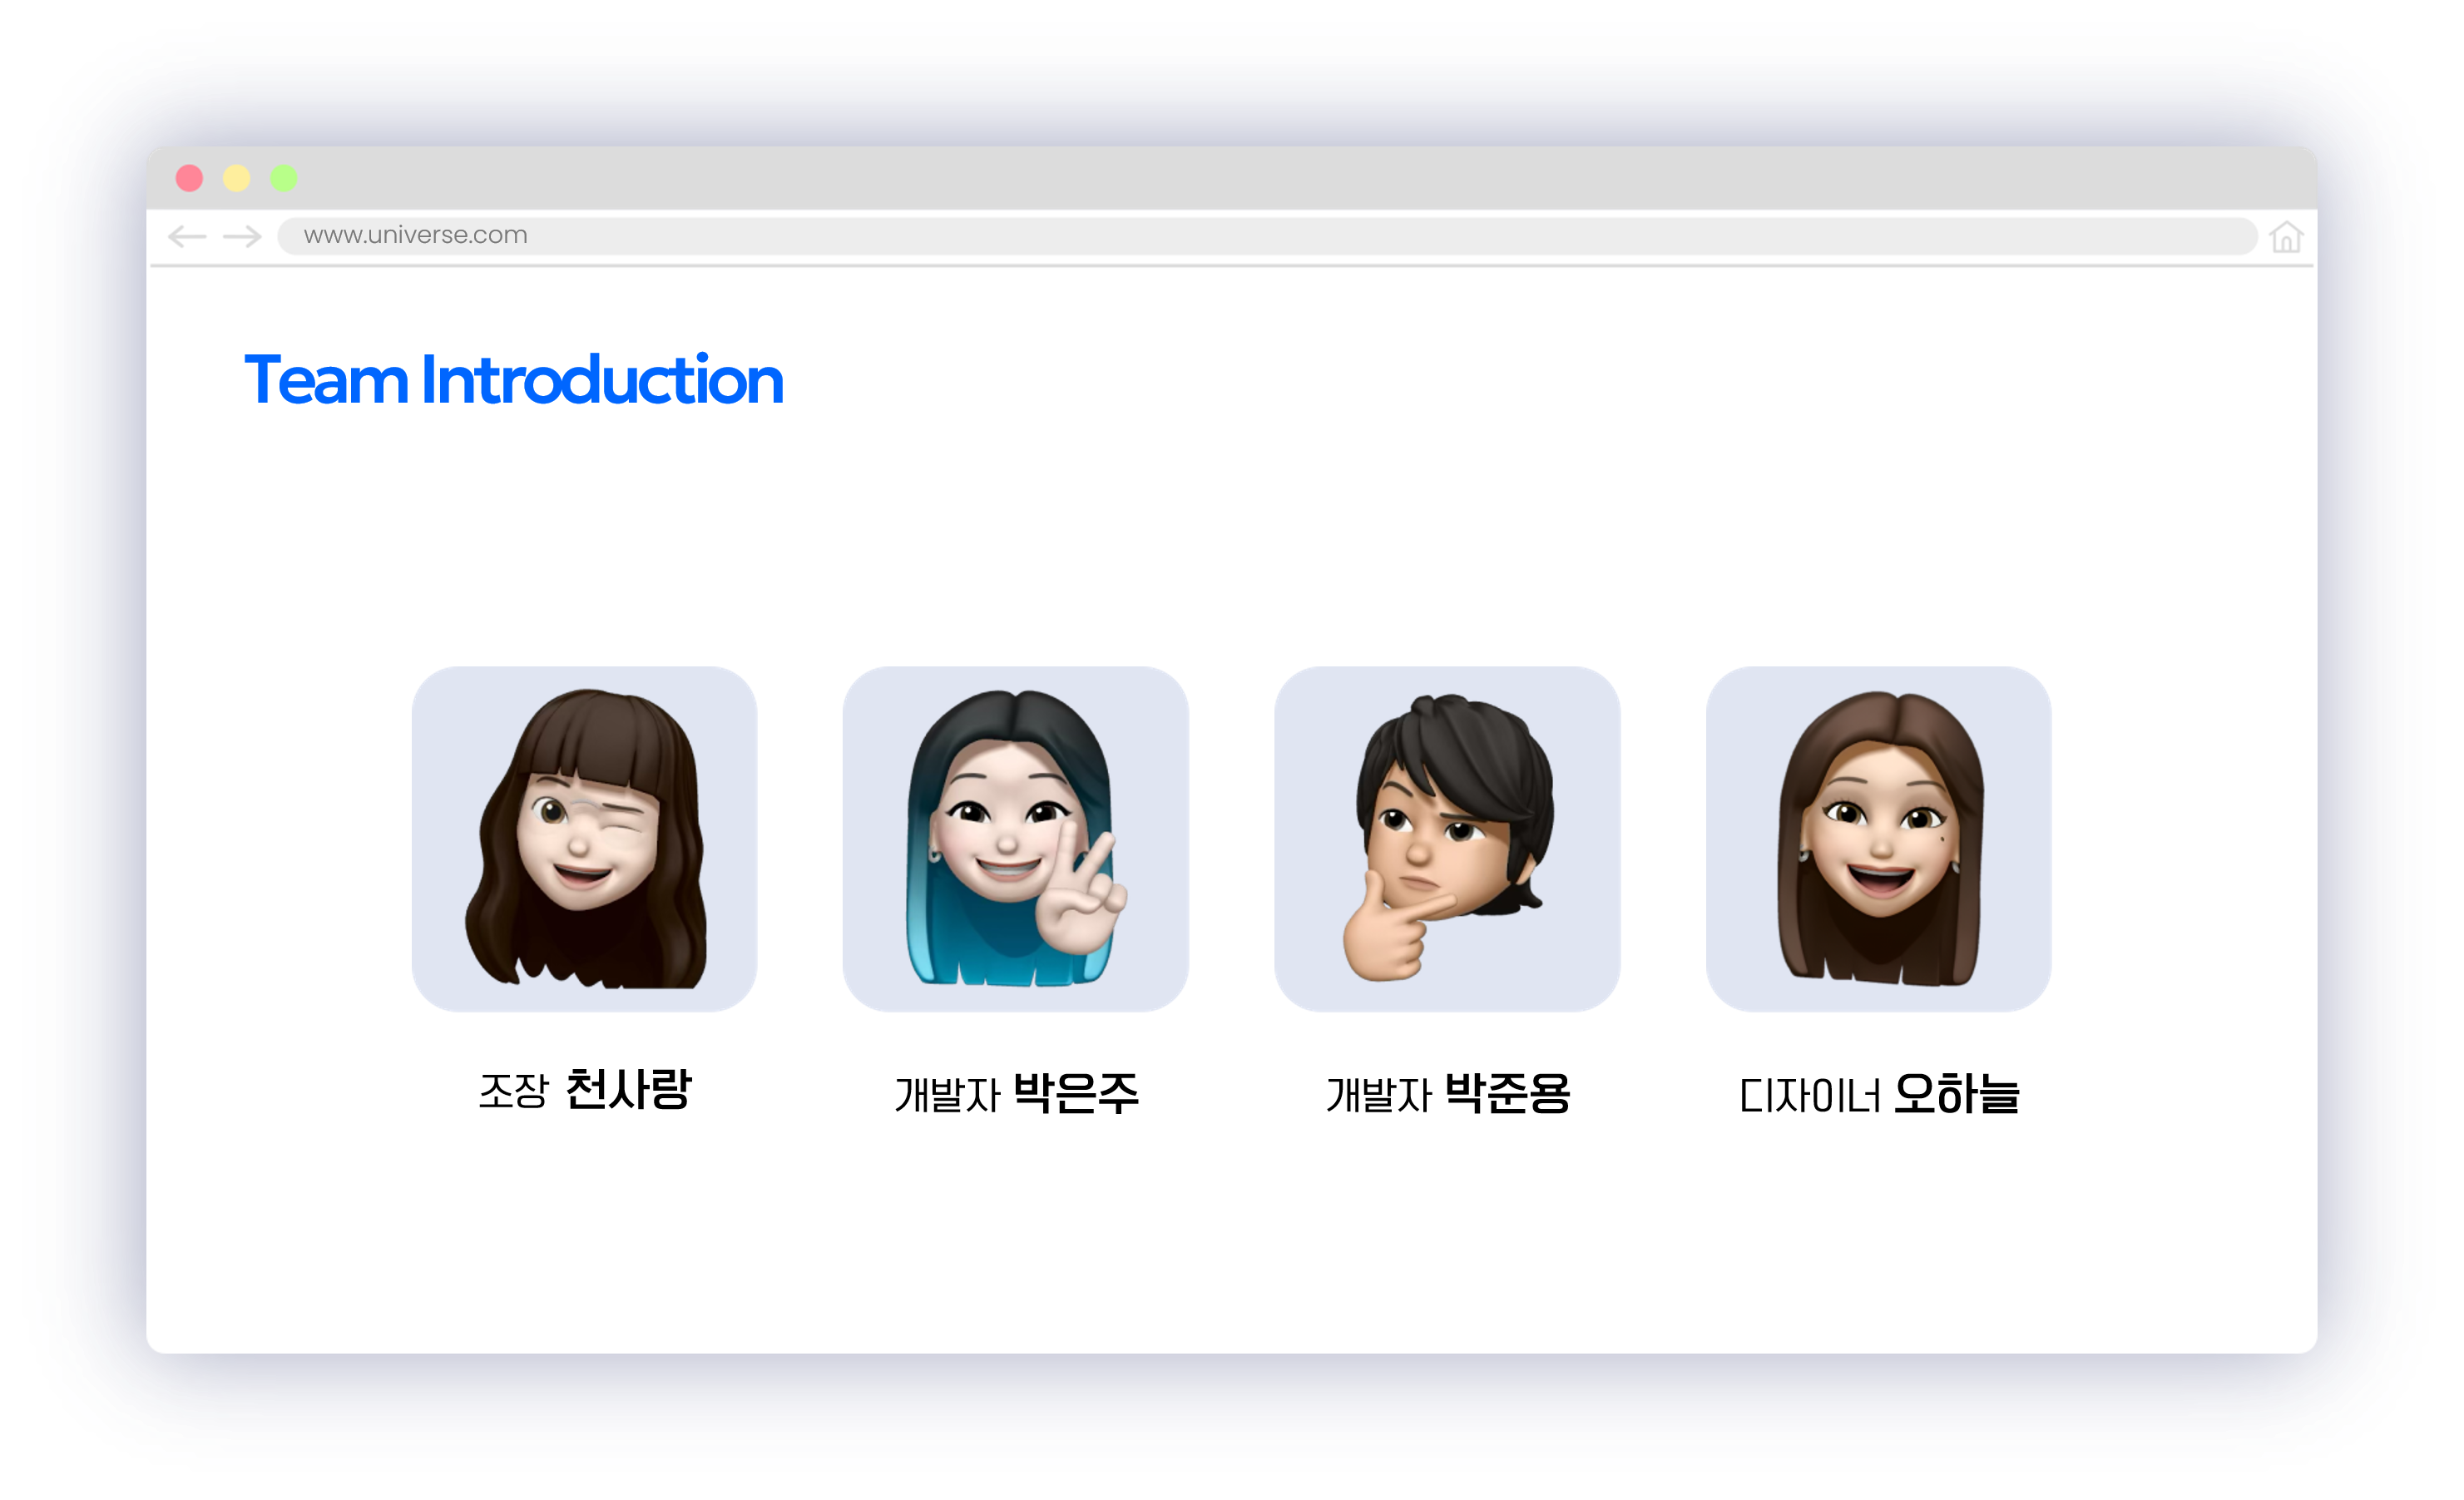 www.universe.com
Team Introduction
조장 천사랑
개발자 박은주
개발자 박준용
디자이너 오하늘